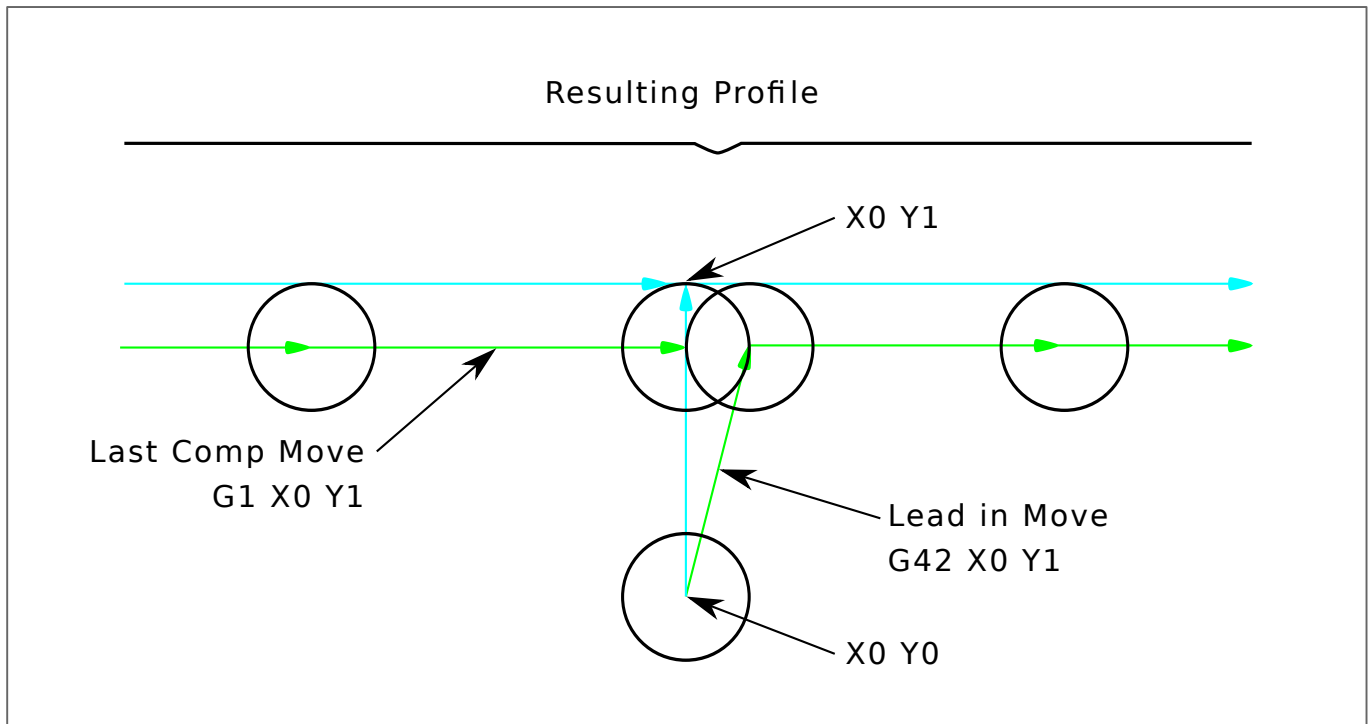 Resulting Profile
X0 Y1
Last Comp Move
G1 X0 Y1
Lead in Move
G42 X0 Y1
X0 Y0